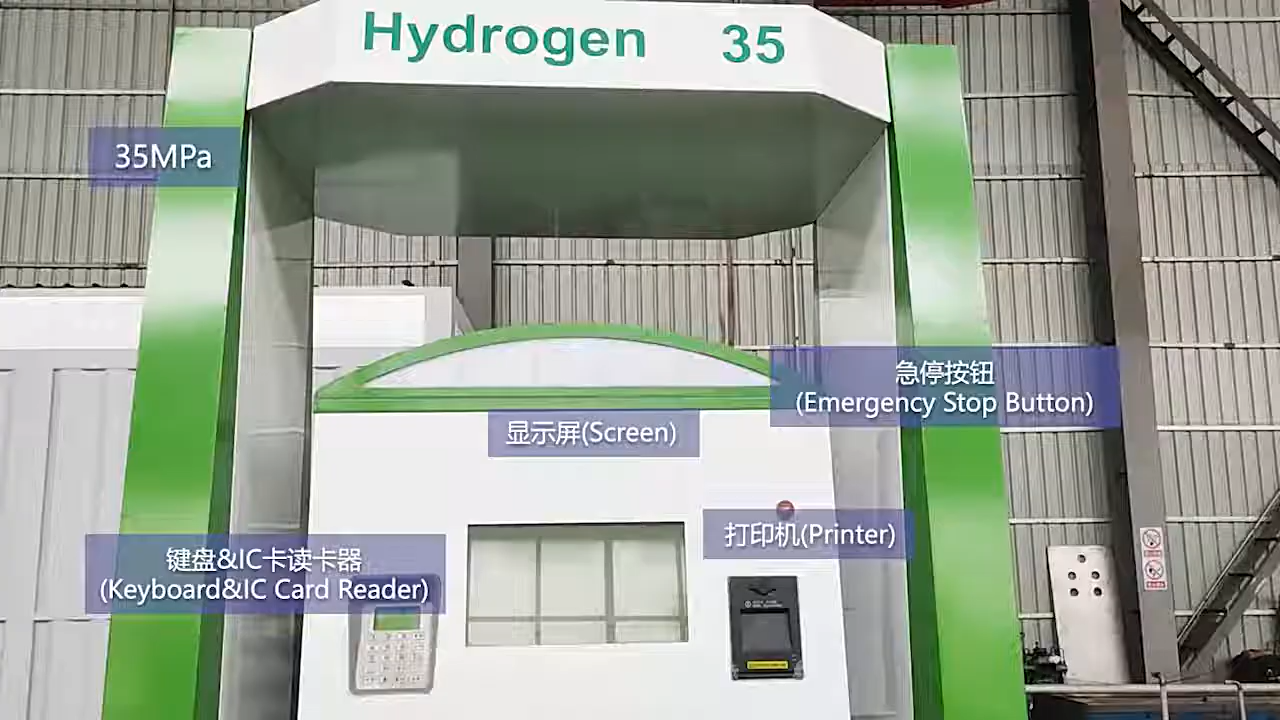 Hydrogen 35
35MPa
急停按钮
(Emergency Stop Button)
显示屏(Screen)
打印机(Printer)
键盘&IC卡读卡器
(Keyboard&IC Card Reader)